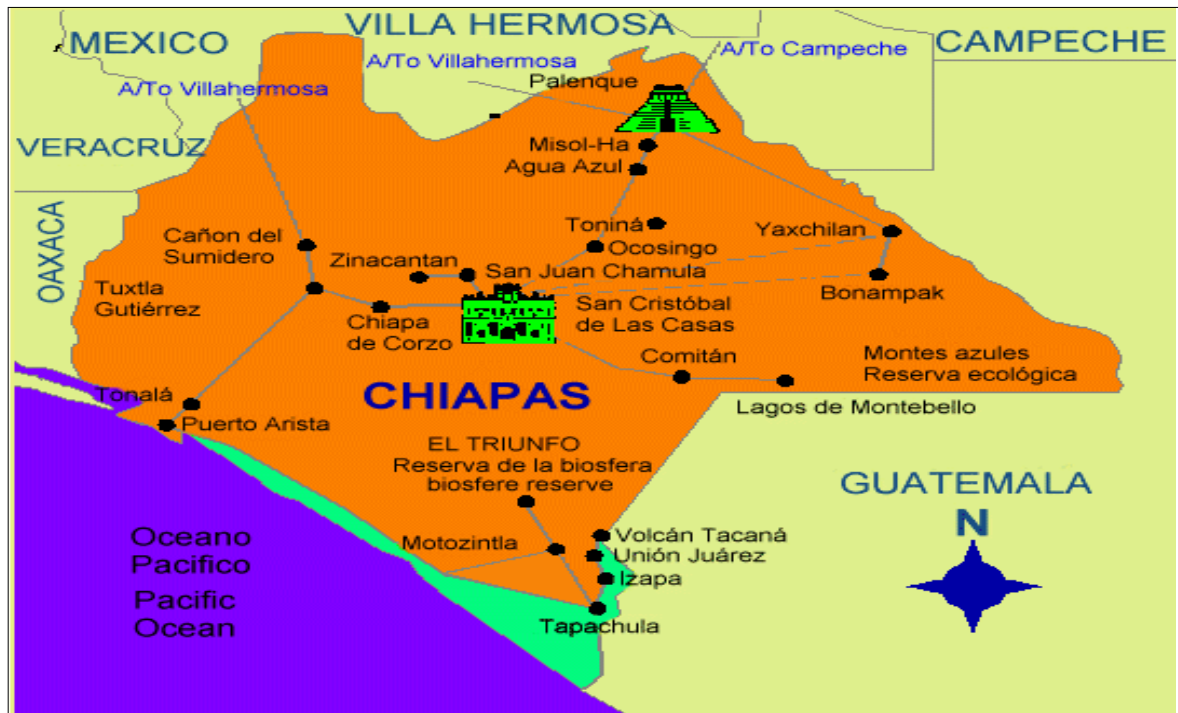 VILLA HERMOSA
MEXICO
CAMPECHE
A/To Campeche
A/To Villahermosa
Palenque
A/To Villahermosa
VERACRUZ
Misol-Ha
Agua Azul
OAXACA
Toniná
Yaxchilan
Cañon del
Sumidero
Ocosingo
Zinacantan
San Juan Chamula
Tuxtla
Gutiérrez
Bonampak
San Cristóbal
de Las Casas
Chiapa
de Corzo
Comitán
Montes azules
Reserva ecológica
CHIAPAS
Tonalá
Lagos de Montebello
Puerto Arista
EL TRIUNFO
Reserva de la biosfera
biosfere reserve
GUATEMALA
N
Oceano
Pacifico
Pacific
Ocean
Motozintla
Volcán Tacaná
Unión Juárez
Izapa
Tapachula